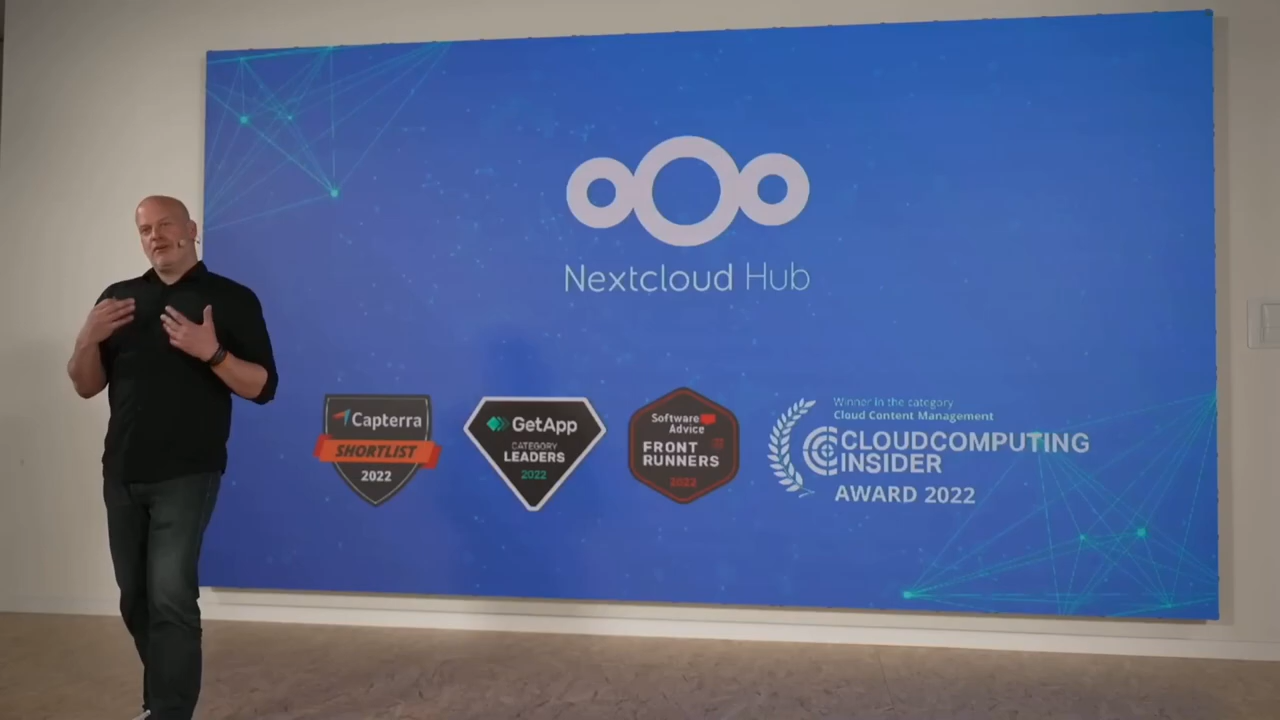 Nextcloud Hub
Capterra
SHORTLIST
2022
GetApp
CATEGORY
LEADERS
2022
Software
Advice
FRONT
RUNNERS
2022
Winner in the category
Cloud Content Management
CLOUDCOMPUTING
INSIDER
AWARD 2022